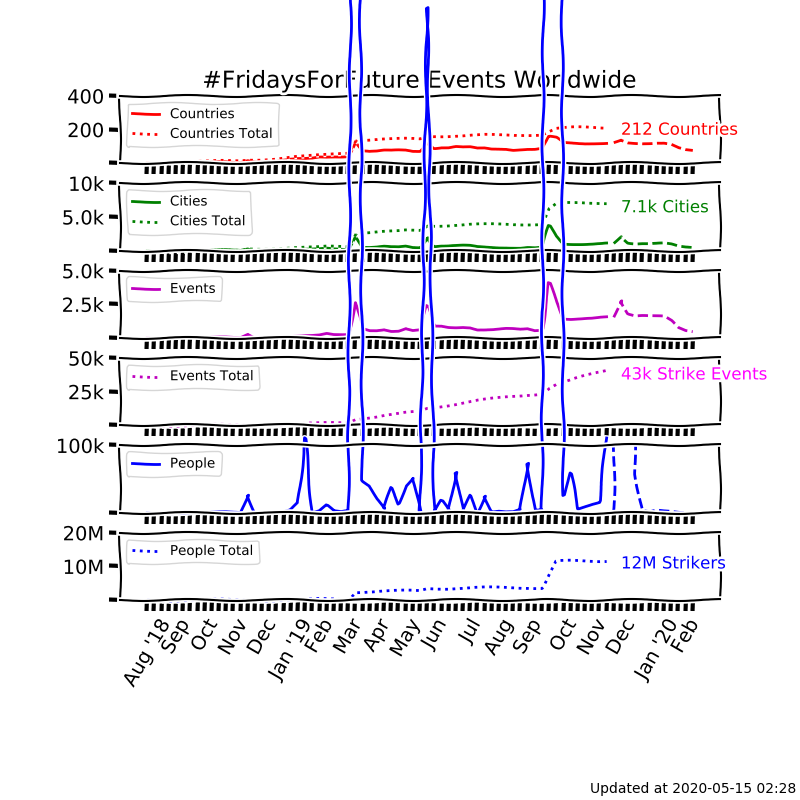 #FridaysForFuture Events Worldwide
400
200
Countries
Countries Total
212 Countries
10k
5.0k
Cities
Cities Total
7.1k Cities
5.0k
2.5k
Events
50k
25k
Events Total
43k Strike Events
100k
People
20M
10M
People Total
12M Strikers
Aug '18
Sep
Oct
Nov
Dec
Jan '19
Feb
Mar
Apr
May
Jun
Jul
Aug
Sep
Oct
Nov
Dec
Jan '20
Feb
Updated at 2020-05-15 02:28